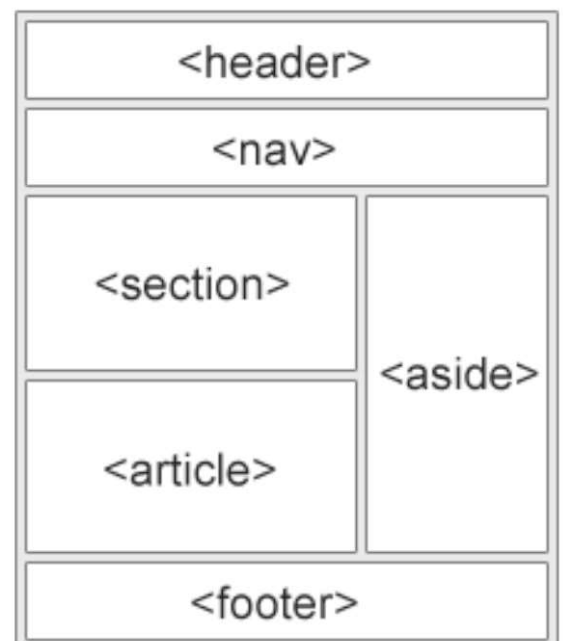 <header>
<nav>
<section>
<aside>
<article>
<footer>